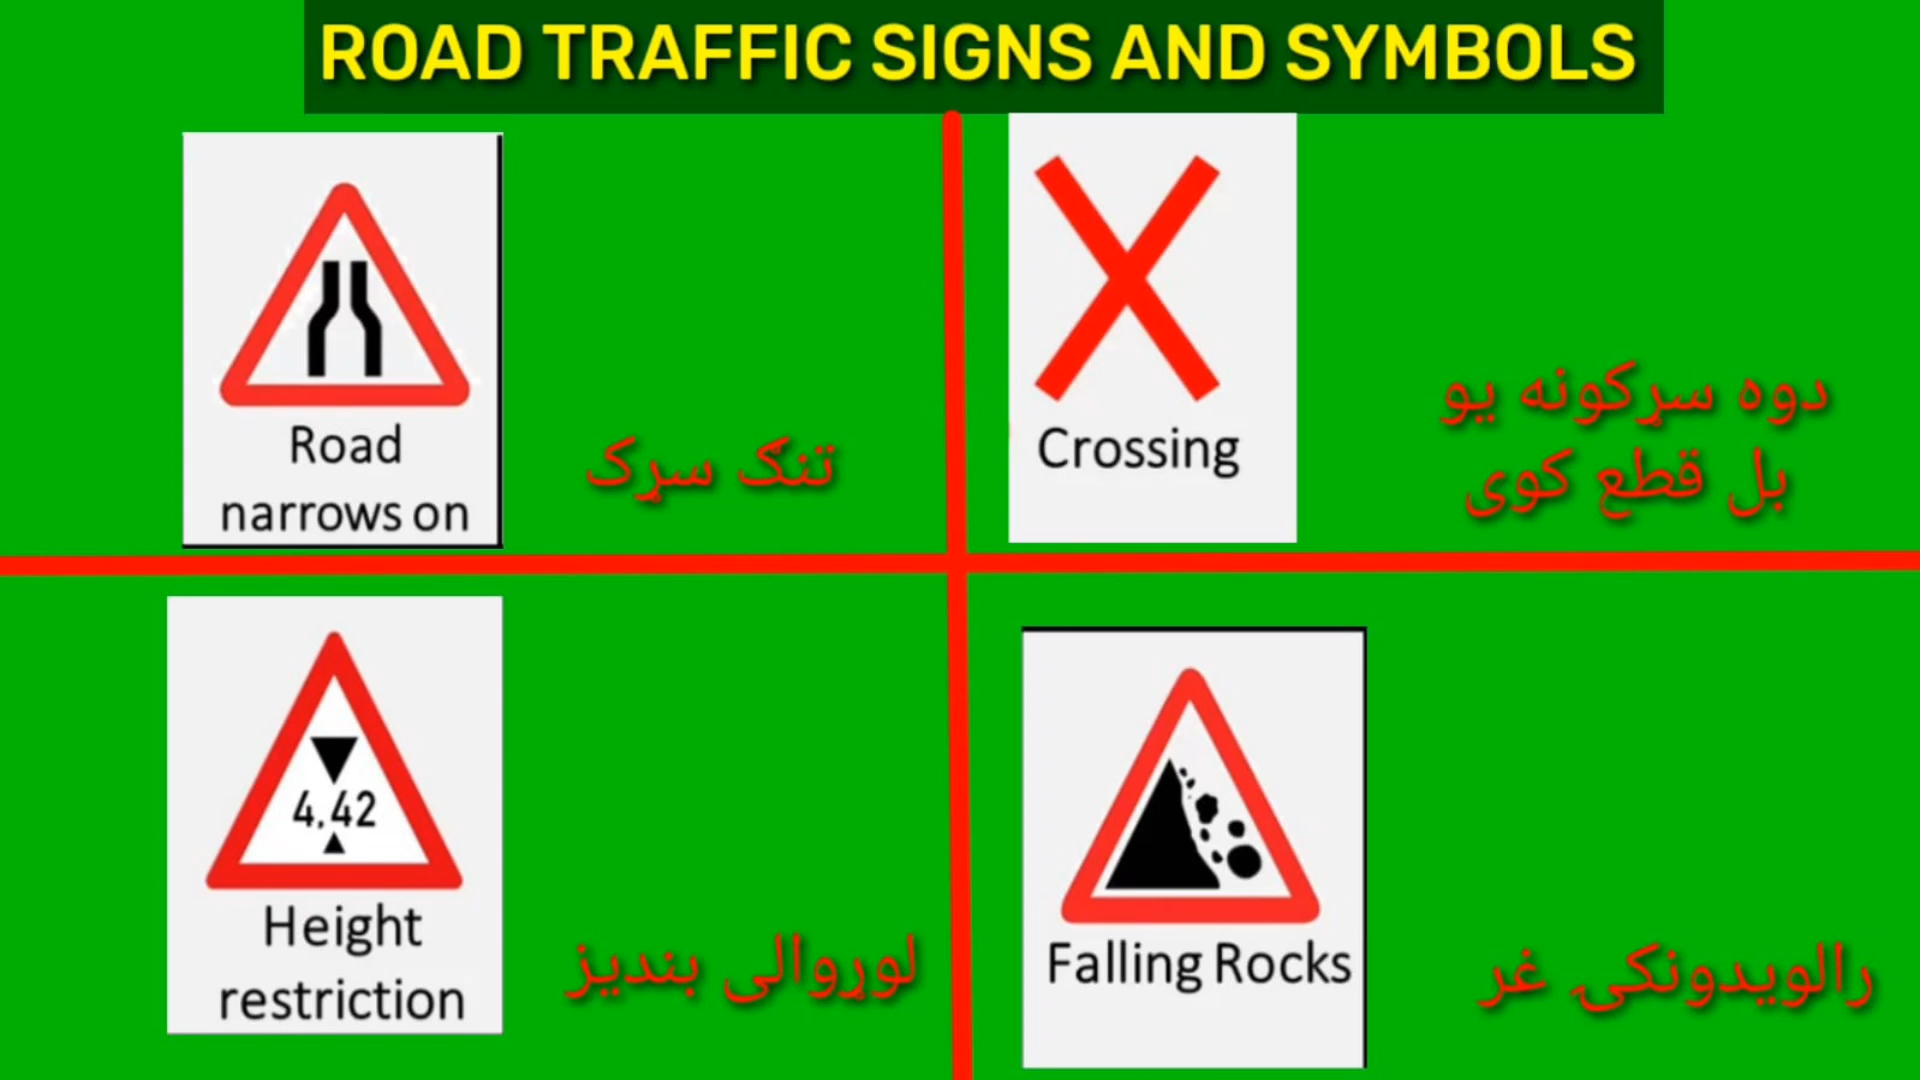 ROAD TRAFFIC SIGNS AND SYMBOLS
Road
narrows on
تنګ سړک
Crossing
دوه سړکونه یو
بل قطع کوی
4.42
Height
restriction
لوړوالی بندیز
Falling Rocks
رالویدونکۍ غر